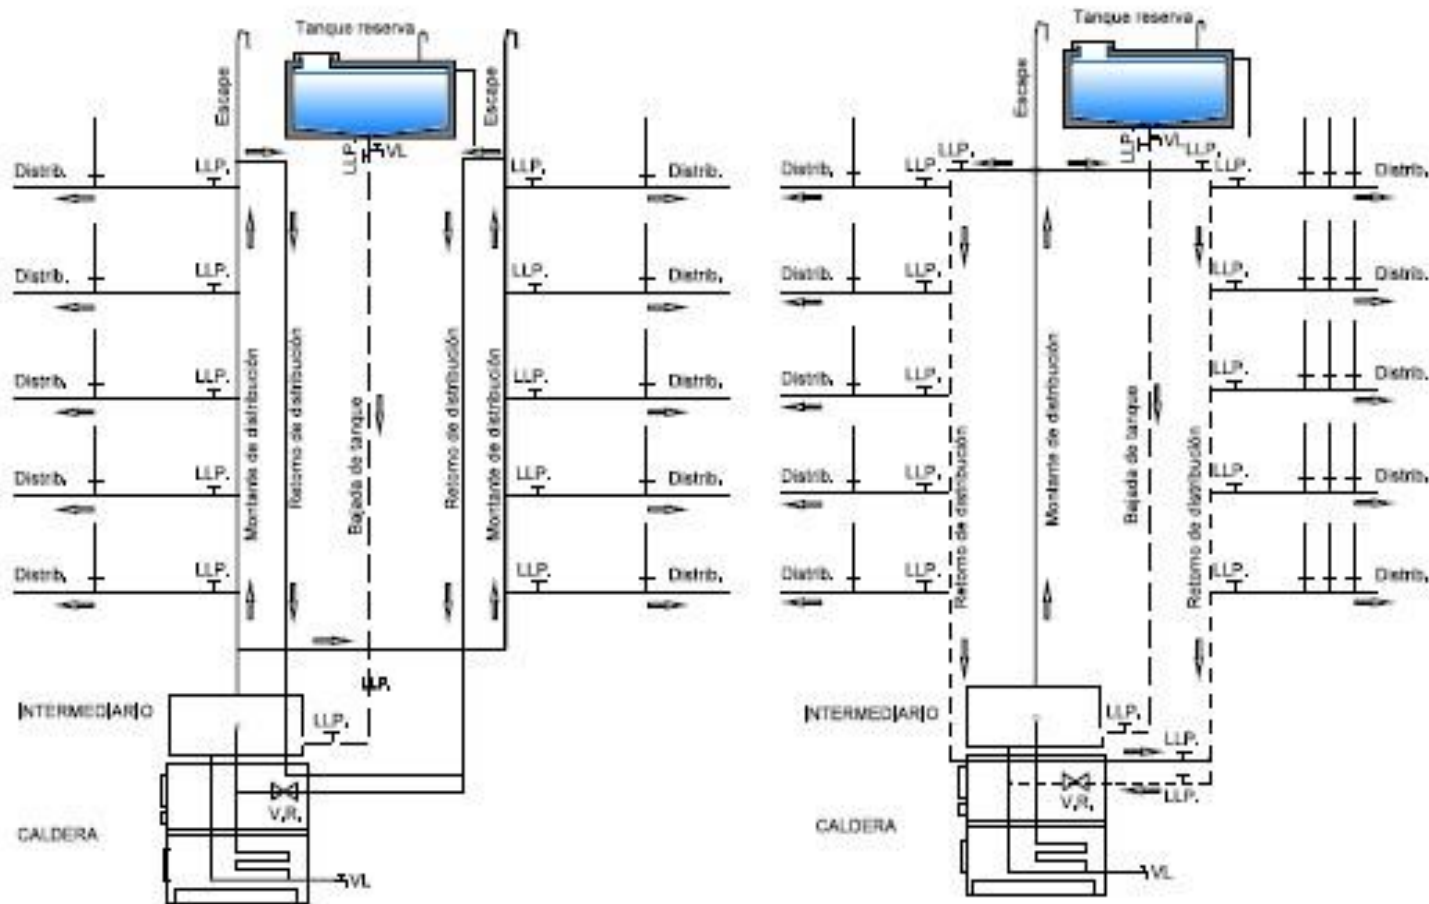 Tanque reserva
Escape
Escape
LLP.
VL
Distrib.
LLP.
LLP.
Distrib.
Distrib.
LLP.
LLP.
Distrib.
Distrib.
LLP.
LLP.
Distrib.
Distrib.
LLP.
LLP.
Distrib.
Distrib.
LLP.
LLP.
Distrib.
Montante de distribución
Retorno de distribución
Bajada de tanque
Retorno de distribución
Montante de distribución
LLP.
INTERMEDIARIO
LLP.
V.R.
CALDERA
VL
Tanque reserva
Escape
LLP.
LLP.
VL
LLP.
Distrib.
LLP.
LLP.
Distrib.
Distrib.
LLP.
LLP.
Distrib.
Distrib.
LLP.
LLP.
Distrib.
Distrib.
LLP.
LLP.
Distrib.
Distrib.
LLP.
LLP.
Distrib.
Retorno de distribución
Montante de distribución
Bajada de tanque
Retorno de distribución
INTERMEDIARIO
LLP.
LLP.
V.R.
LLP.
CALDERA
VL